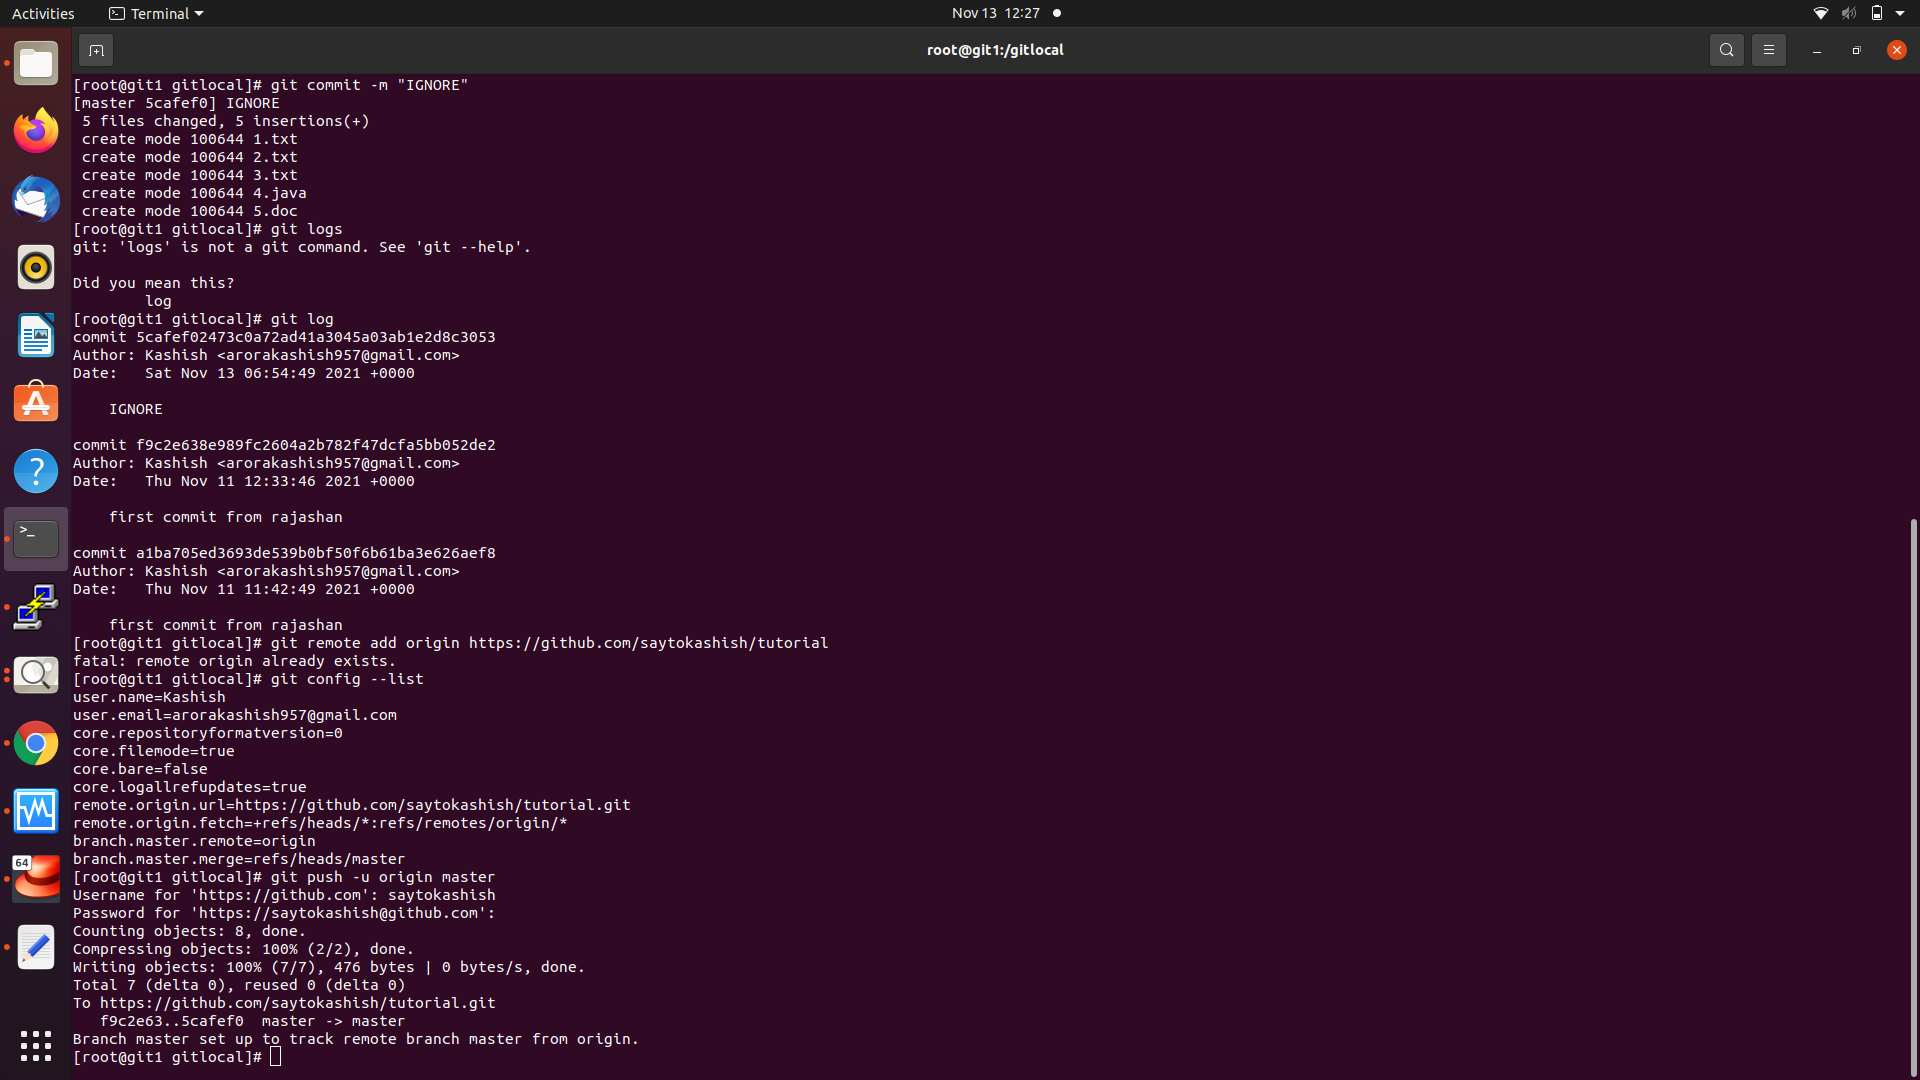 Activities
Terminal
Nov 13 12:27
root@git1:/gitlocal
[root@git1 gitlocal]# git commit -m "IGNORE"
[master 5cafef0] IGNORE
 5 files changed, 5 insertions(+)
 create mode 100644 1.txt
 create mode 100644 2.txt
 create mode 100644 3.txt
 create mode 100644 4.java
 create mode 100644 5.doc
[root@git1 gitlocal]# git logs
git: 'logs' is not a git command. See 'git --help'.
Did you mean this?
        log
[root@git1 gitlocal]# git log
commit 5cafef02473c0a72ad41a3045a03ab1e2d8c3053
Author: Kashish <arorakashish957@gmail.com>
Date:   Sat Nov 13 06:54:49 2021 +0000
    IGNORE
commit f9c2e638e989fc2604a2b782f47dcfa5bb052de2
Author: Kashish <arorakashish957@gmail.com>
Date:   Thu Nov 11 12:33:46 2021 +0000
    first commit from rajashan
commit a1ba705ed3693de539b0bf50f6b61ba3e626aef8
Author: Kashish <arorakashish957@gmail.com>
Date:   Thu Nov 11 11:42:49 2021 +0000
    first commit from rajashan
[root@git1 gitlocal]# git remote add origin https://github.com/saytokashish/tutorial
fatal: remote origin already exists.
[root@git1 gitlocal]# git config --list
user.name=Kashish
user.email=arorakashish957@gmail.com
core.repositoryformatversion=0
core.filemode=true
core.bare=false
core.logallrefupdates=true
remote.origin.url=https://github.com/saytokashish/tutorial.git
remote.origin.fetch=+refs/heads/*:refs/remotes/origin/*
branch.master.remote=origin
branch.master.merge=refs/heads/master
[root@git1 gitlocal]# git push -u origin master
Username for 'https://github.com': saytokashish
Password for 'https://saytokashish@github.com':
Counting objects: 8, done.
Compressing objects: 100% (2/2), done.
Writing objects: 100% (7/7), 476 bytes | 0 bytes/s, done.
Total 7 (delta 0), reused 0 (delta 0)
To https://github.com/saytokashish/tutorial.git
   f9c2e63..5cafef0  master -> master
Branch master set up to track remote branch master from origin.
[root@git1 gitlocal]#
64